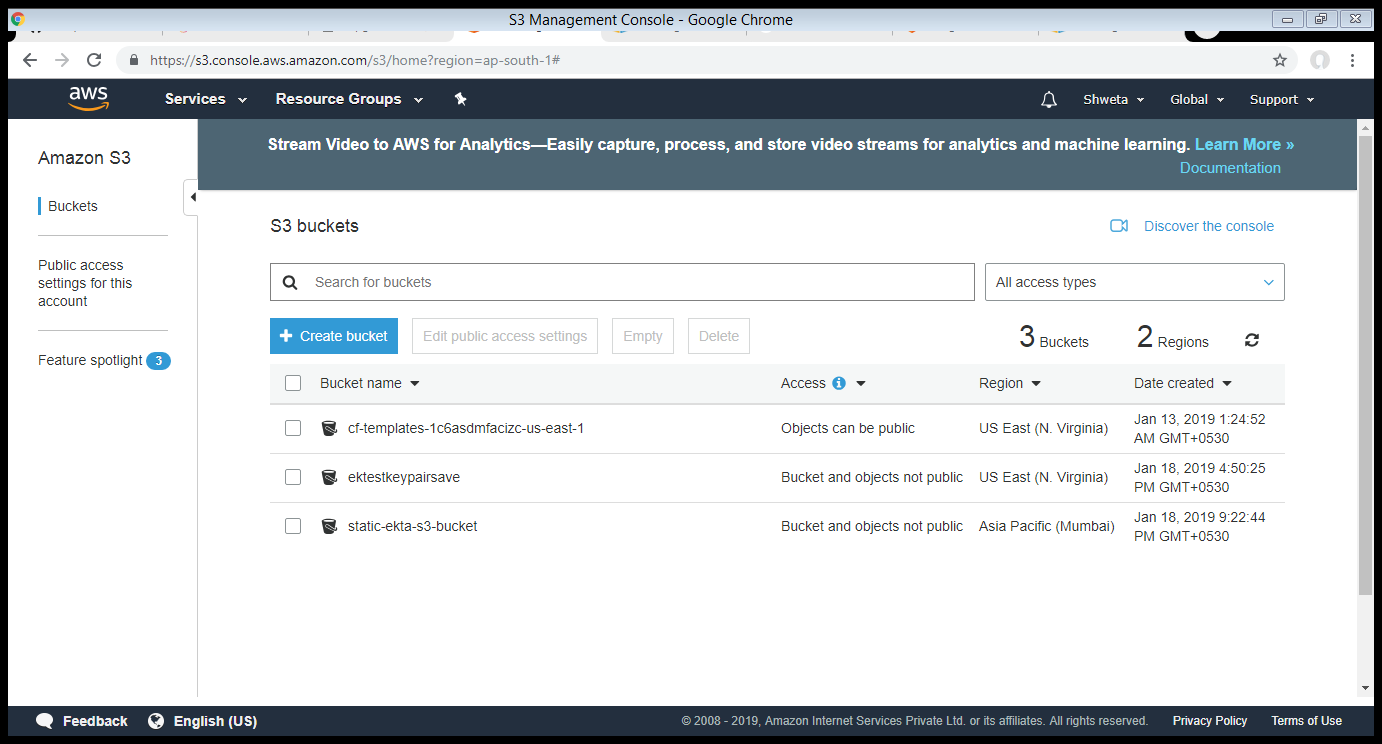 S3 Management Console - Google Chrome
https://s3.console.aws.amazon.com/s3/home?region=ap-south-1#
aws Services Resource Groups Shweta Global Support
Stream Video to AWS for Analytics—Easily capture, process, and store video streams for analytics and machine learning. Learn More »
Documentation
Amazon S3
Buckets
Public access
settings for this
account
Feature spotlight 3
S3 buckets Discover the console
Search for buckets All access types
+ Create bucket Edit public access settings Empty Delete 3 Buckets 2 Regions
Bucket name Access i Region Date created
cf-templates-1c6asdmfacizc-us-east-1 Objects can be public US East (N. Virginia) Jan 13, 2019 1:24:52
AM GMT+0530
ektestkeypairsave Bucket and objects not public US East (N. Virginia) Jan 18, 2019 4:50:25
PM GMT+0530
static-ekta-s3-bucket Bucket and objects not public Asia Pacific (Mumbai) Jan 18, 2019 9:22:44
PM GMT+0530
Feedback English (US) © 2008 - 2019, Amazon Internet Services Private Ltd. or its affiliates. All rights reserved. Privacy Policy Terms of Use